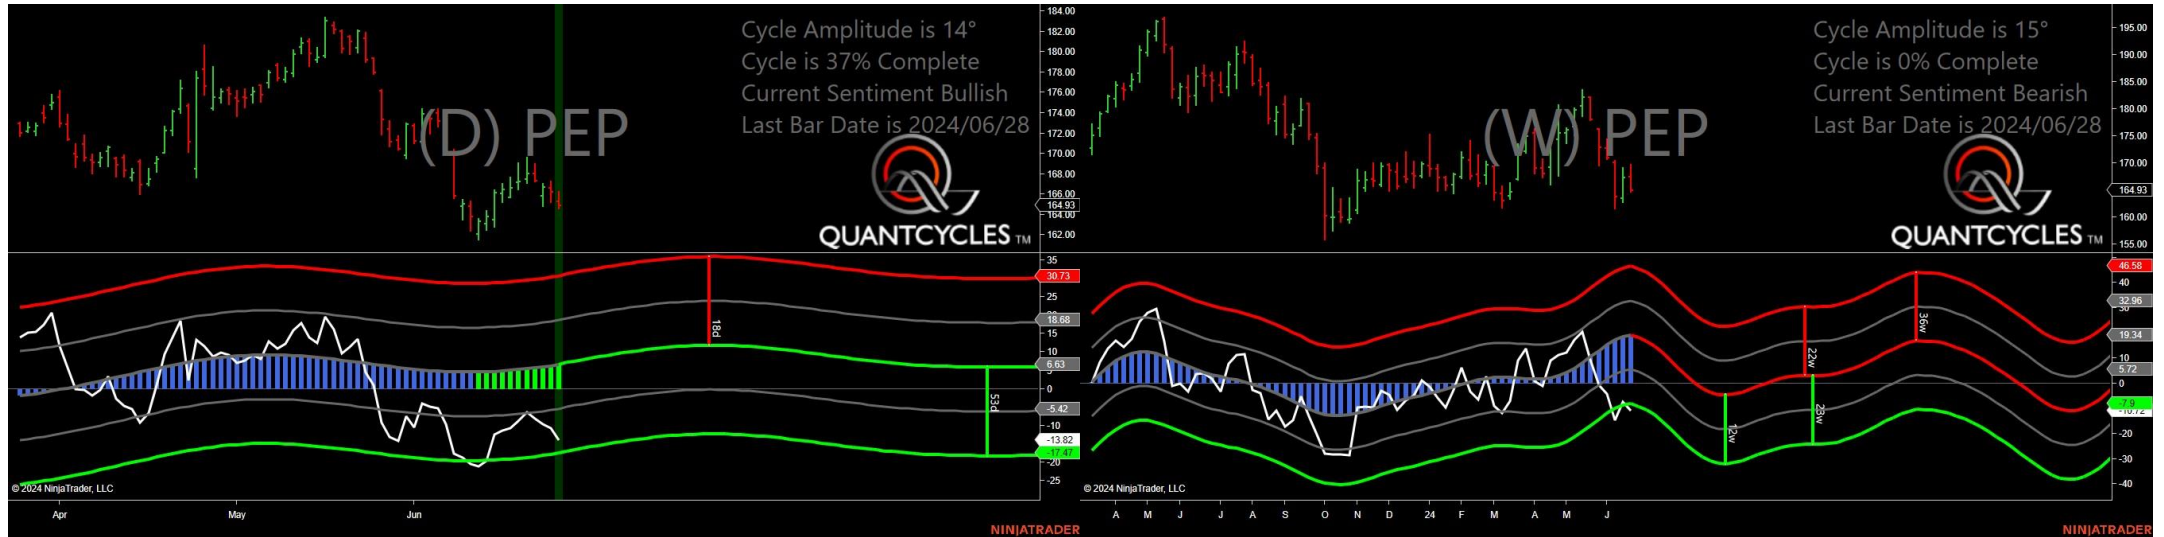 184.00
182.00
180.00
178.00
176.00
174.00
172.00
170.00
168.00
166.00
164.93
164.00
162.00
Cycle Amplitude is 14°
Cycle is 37% Complete
Current Sentiment Bullish
Last Bar Date is 2024/06/28
(D) PEP
QUANTCYCLES TM
35
30.73
25
18.68
15
10
6.63
5
0
-5.42
-10
-13.82
-17.47
-20
-25
18d
53d
© 2024 NinjaTrader, LLC
Apr May Jun
NINJATRADER
195.00
190.00
185.00
180.00
175.00
170.00
164.93
160.00
155.00
Cycle Amplitude is 15°
Cycle is 0% Complete
Current Sentiment Bearish
Last Bar Date is 2024/06/28
(W) PEP
QUANTCYCLES TM
46.58
40
32.96
30
19.34
10
5.72
0
-7.9
-10.72
-20
-30
-40
12w
22w
23w
36w
© 2024 NinjaTrader, LLC
A M J J A S O N D 24 F M A M J
NINJATRADER